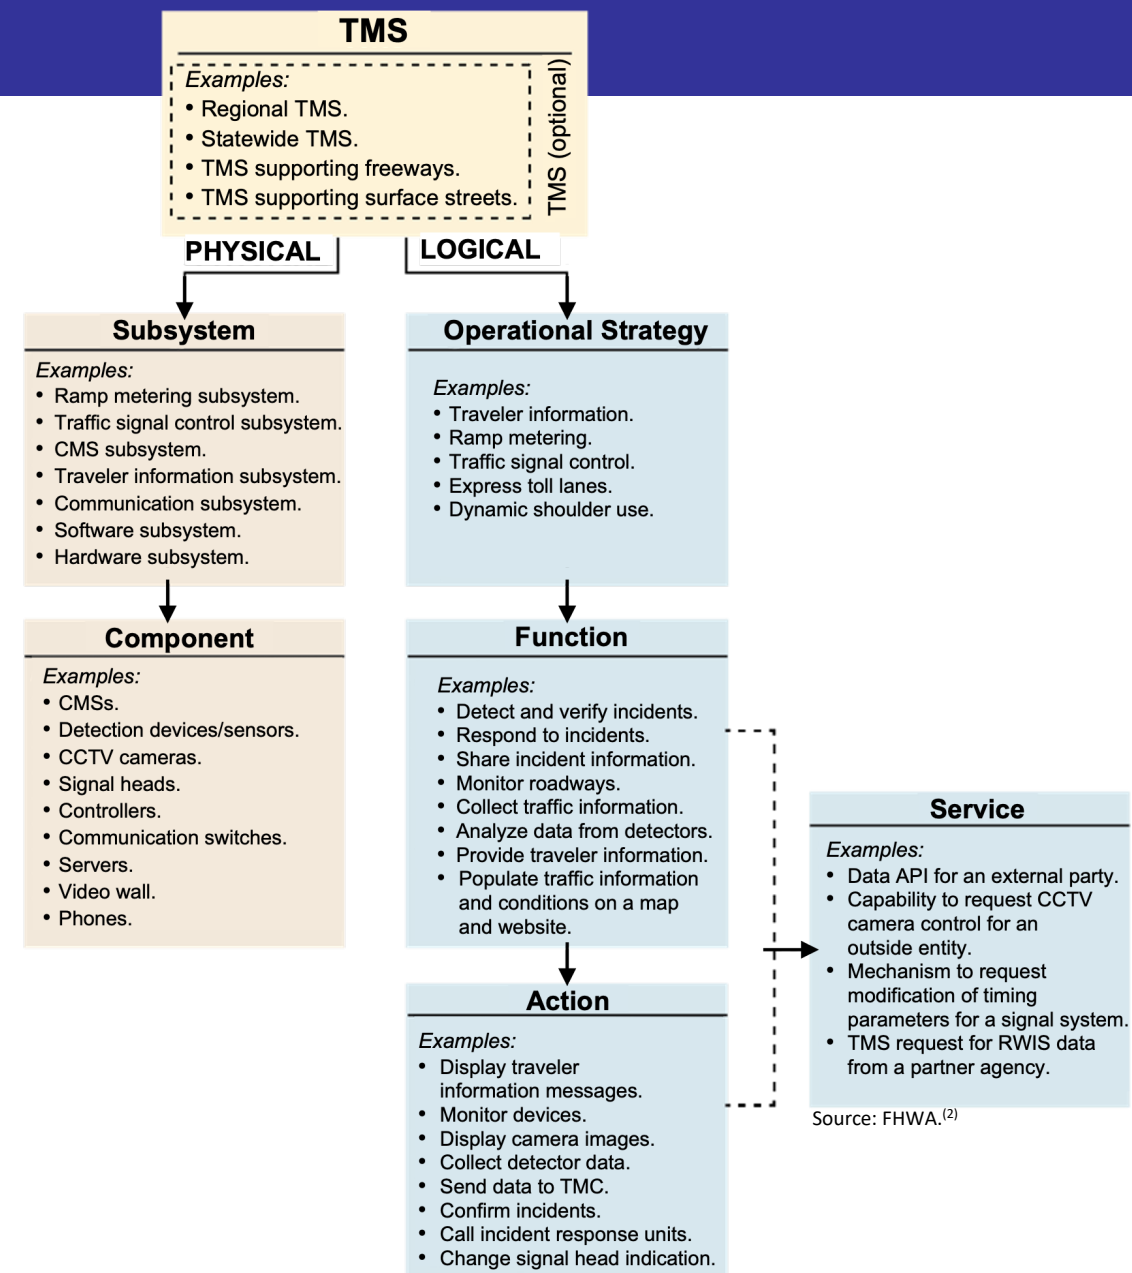 TMS
Examples:
• Regional TMS.
• Statewide TMS.
• TMS supporting freeways.
• TMS supporting surface streets.
TMS (optional)
PHYSICAL
LOGICAL
Subsystem
Examples:
• Ramp metering subsystem.
• Traffic signal control subsystem.
• CMS subsystem.
• Traveler information subsystem.
• Communication subsystem.
• Software subsystem.
• Hardware subsystem.
Operational Strategy
Examples:
• Traveler information.
• Ramp metering.
• Traffic signal control.
• Express toll lanes.
• Dynamic shoulder use.
Component
Examples:
• CMSs.
• Detection devices/sensors.
• CCTV cameras.
• Signal heads.
• Controllers.
• Communication switches.
• Servers.
• Video wall.
• Phones.
Function
Examples:
• Detect and verify incidents.
• Respond to incidents.
• Share incident information.
• Monitor roadways.
• Collect traffic information.
• Analyze data from detectors.
• Provide traveler information.
• Populate traffic information
and conditions on a map
and website.
Service
Examples:
• Data API for an external party.
• Capability to request CCTV
camera control for an
outside entity.
• Mechanism to request
modification of timing
parameters for a signal system.
• TMS request for RWIS data
from a partner agency.
Source: FHWA.(2)
Action
Examples:
• Display traveler
information messages.
• Monitor devices.
• Display camera images.
• Collect detector data.
• Send data to TMC.
• Confirm incidents.
• Call incident response units.
• Change signal head indication.